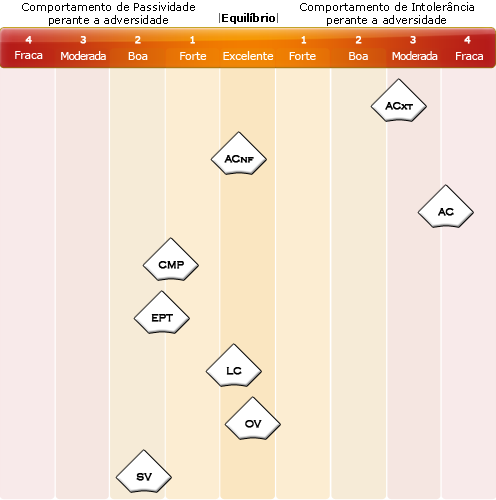 Comportamento de Passividade
perante a adversidade
|Equilíbrio|
Comportamento de Intolerância
perante a adversidade
4 3 2 1 1 2 3 4
Fraca Moderada Boa Forte Excelente Forte Boa Moderada Fraca
ACXT
ACNF
AC
CMP
EPT
LC
OV
SV